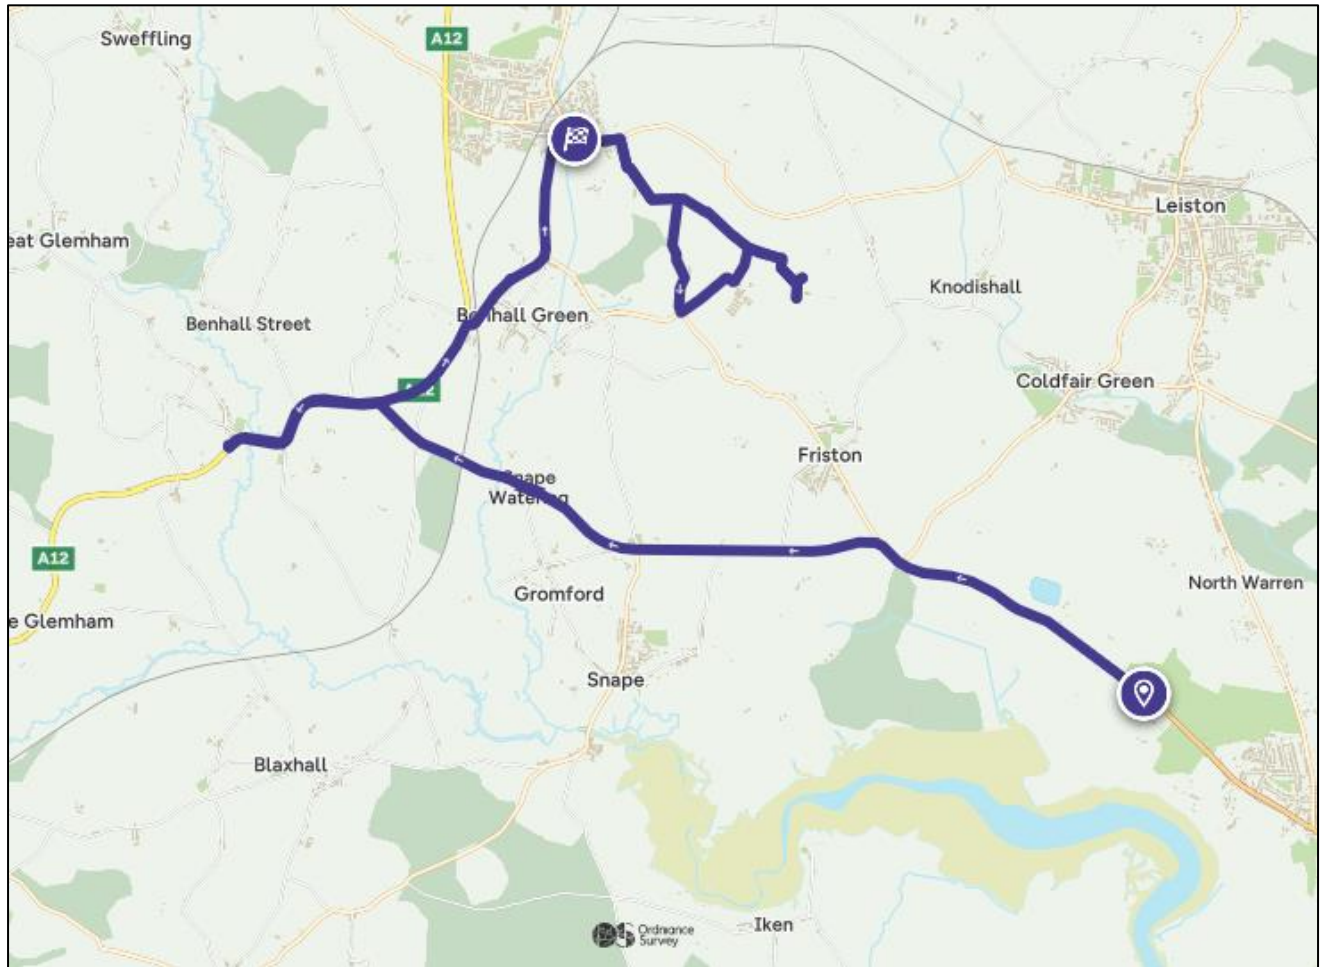 Sweffling
A12
Leiston
eat Glemham
Knodishall
Benhall Green
Benhall Street
Coldfair Green
A12
Friston
Snape
Watering
A12
North Warren
Gromford
e Glemham
Snape
Blaxhall
Iken
Ordnance
Survey